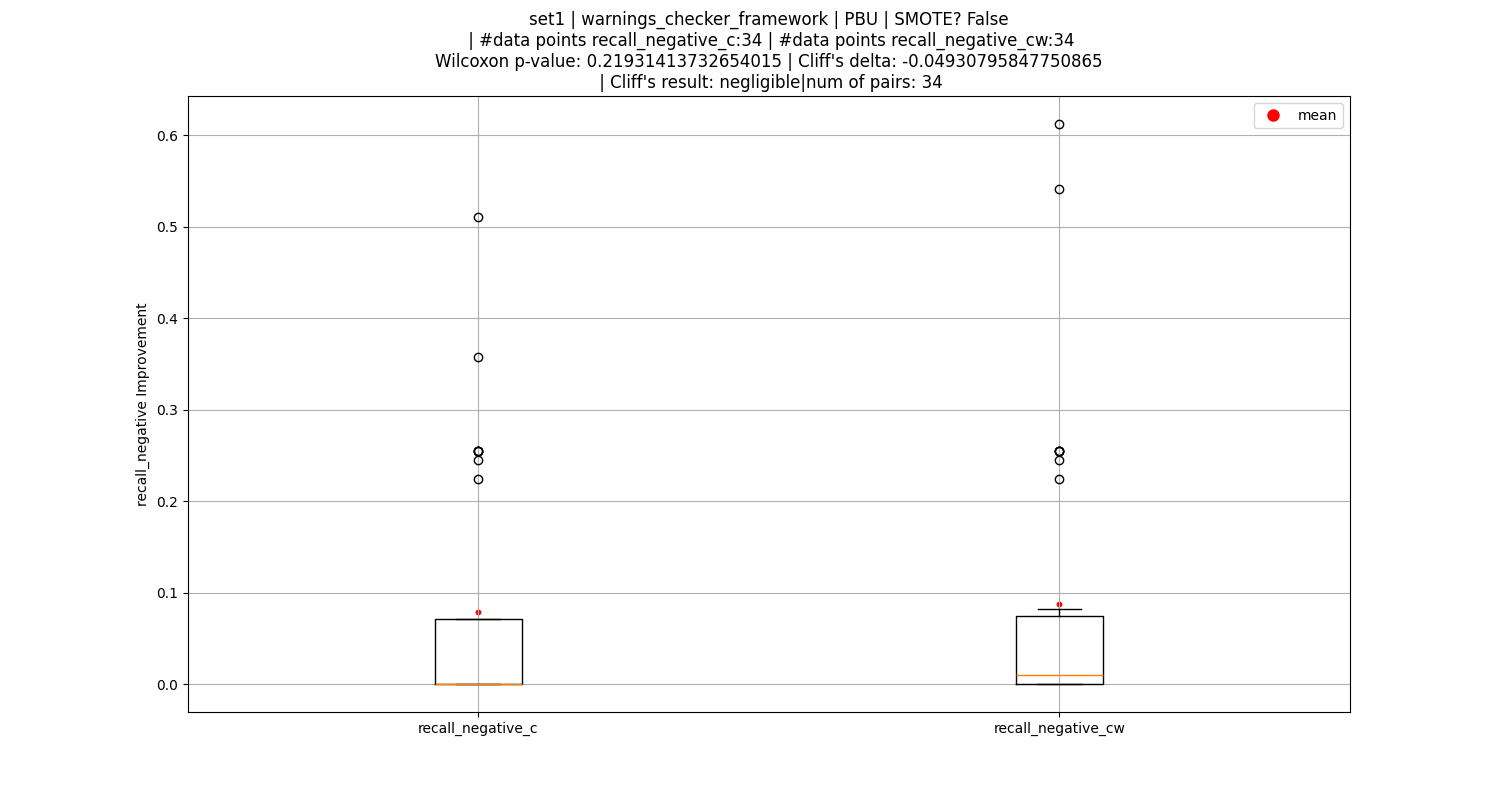 set1 | warnings_checker_framework | PBU | SMOTE? False
| #data points recall_negative_c:34 | #data points recall_negative_cw:34
Wilcoxon p-value: 0.21931413732654015 | Cliff's delta: -0.04930795847750865
| Cliff's result: negligible|num of pairs: 34
mean
0.6
0.5
0.4
0.3
0.2
0.1
0.0
recall_negative Improvement
recall_negative_c
recall_negative_cw